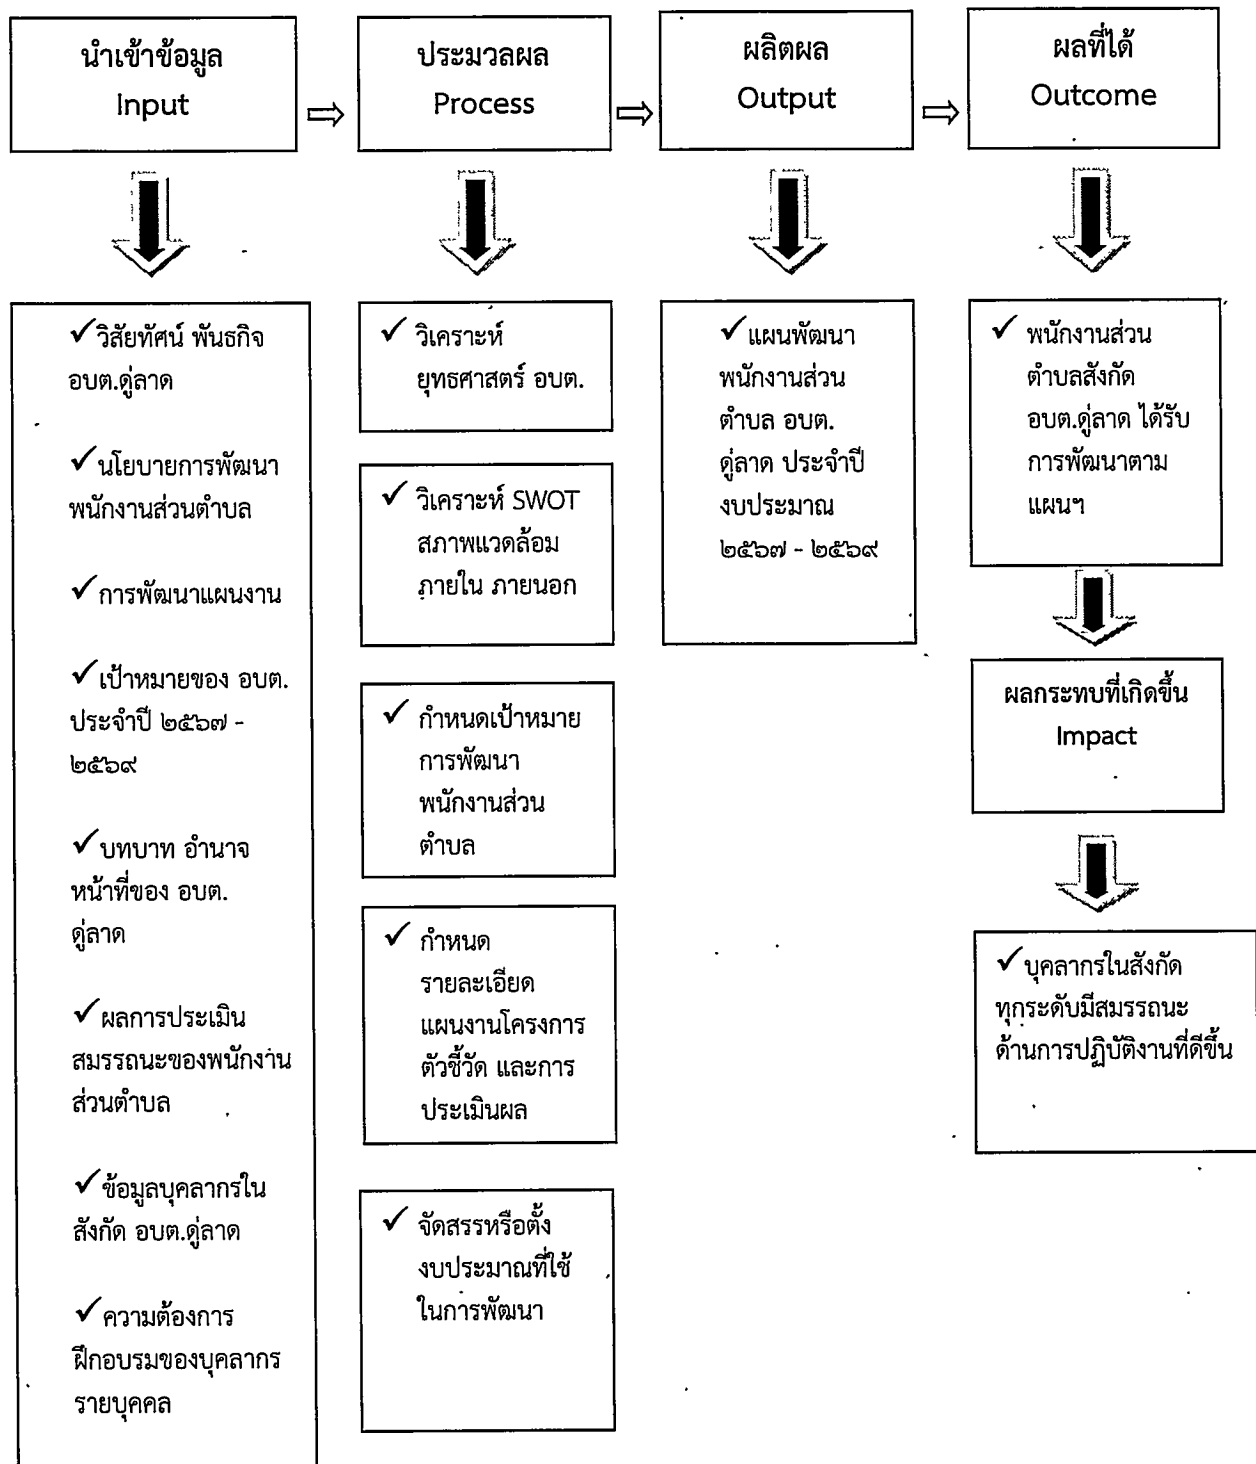 นำเข้าข้อมูล
Input
ประมวลผล
Process
ผลิตผล
Output
ผลที่ได้
Outcome
✓วิสัยทัศน์ พันธกิจ
อบต.ดู่ลาด
✓นโยบายการพัฒนา
พนักงานส่วนตำบล
✓การพัฒนาแผนงาน
✓เป้าหมายของ อบต.
ประจำปี ๒๕๖๗ -
๒๕๖๙
✓บทบาท อำนาจ
หน้าที่ของ อบต.
ดู่ลาด
✓ผลการประเมิน
สมรรถนะของพนักงาน
ส่วนตำบล
✓ข้อมูลบุคลากรใน
สังกัด อบต.ดู่ลาด
✓ความต้องการ
ฝึกอบรมของบุคลากร
รายบุคคล
✓ วิเคราะห์
ยุทธศาสตร์ อบต.
✓ วิเคราะห์ SWOT
สภาพแวดล้อม
ภายใน ภายนอก
✓ กำหนดเป้าหมาย
การพัฒนา
พนักงานส่วน
ตำบล
✓ กำหนด
รายละเอียด
แผนงานโครงการ
ตัวชี้วัด และการ
ประเมินผล
✓ จัดสรรหรือตั้ง
งบประมาณที่ใช้
ในการพัฒนา
✓แผนพัฒนา
พนักงานส่วน
ตำบล อบต.
ดู่ลาด ประจำปี
งบประมาณ
๒๕๖๗ - ๒๕๖๙
✓ พนักงานส่วน
ตำบลสังกัด
อบต.ดู่ลาด ได้รับ
การพัฒนาตาม
แผนฯ
ผลกระทบที่เกิดขึ้น
Impact
✓บุคลากรในสังกัด
ทุกระดับมีสมรรถนะ
ด้านการปฏิบัติงานที่ดีขึ้น